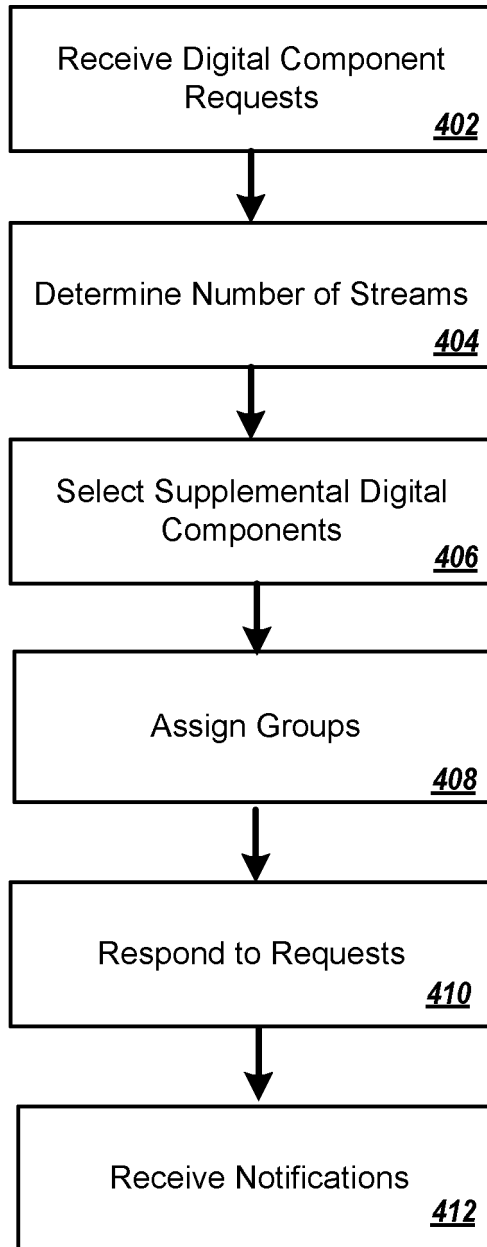 Receive Digital Component
Requests
402
Determine Number of Streams
404
Select Supplemental Digital
Components
406
Assign Groups
408
Respond to Requests
410
Receive Notifications
412